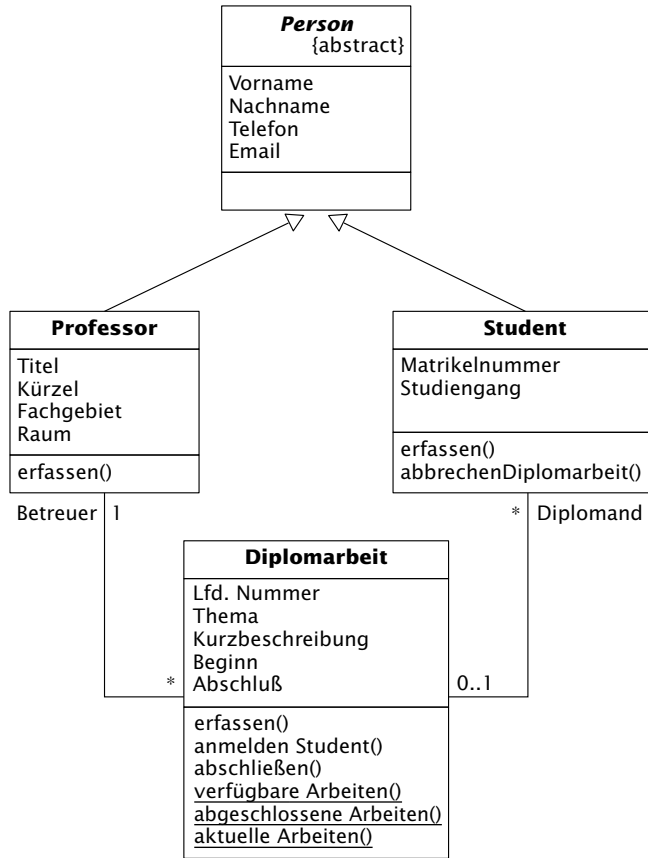 Person
{abstract}
Vorname
Nachname
Telefon
Email
Professor
Titel
Kürzel
Fachgebiet
Raum
erfassen()
Student
Matrikelnummer
Studiengang
erfassen()
abbrechenDiplomarbeit()
Betreuer 1
* Diplomand
Diplomarbeit
Lfd. Nummer
Thema
Kurzbeschreibung
Beginn
Abschluß
* 0..1
erfassen()
anmelden Student()
abschließen()
verfügbare Arbeiten()
abgeschlossene Arbeiten()
aktuelle Arbeiten()